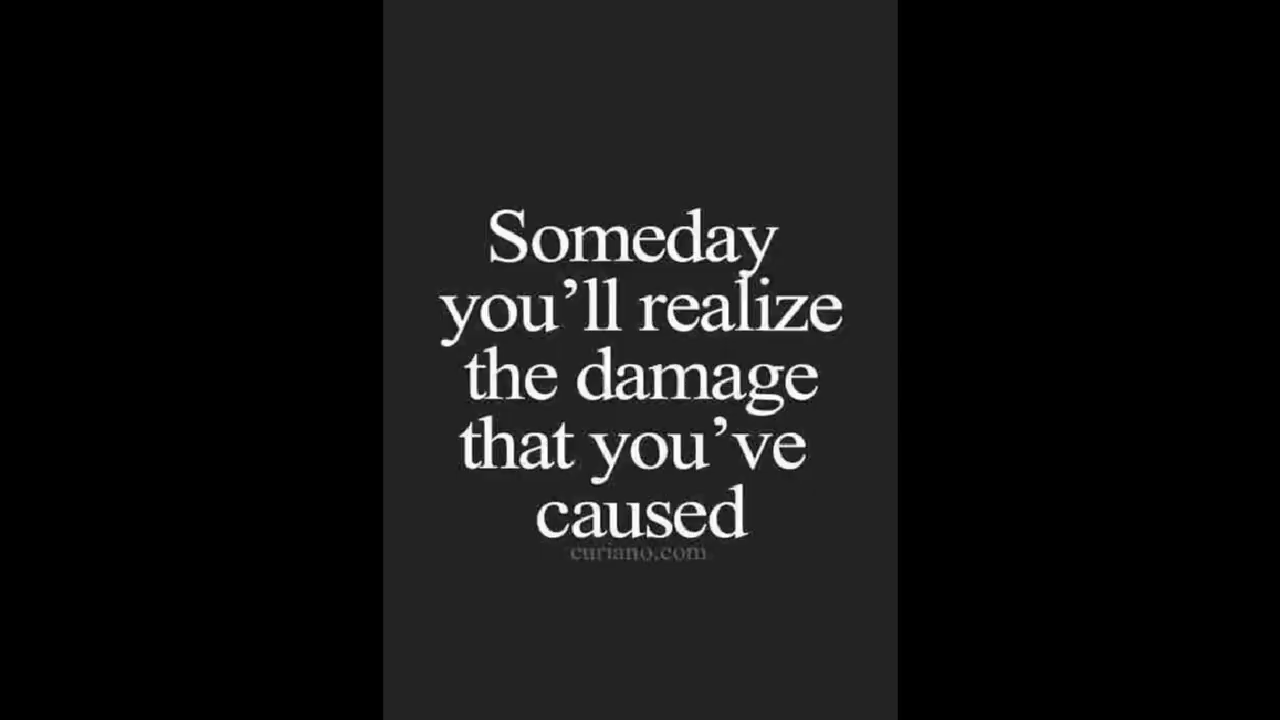 Someday
you’ll realize
the damage
that you’ve
caused
curiano.com